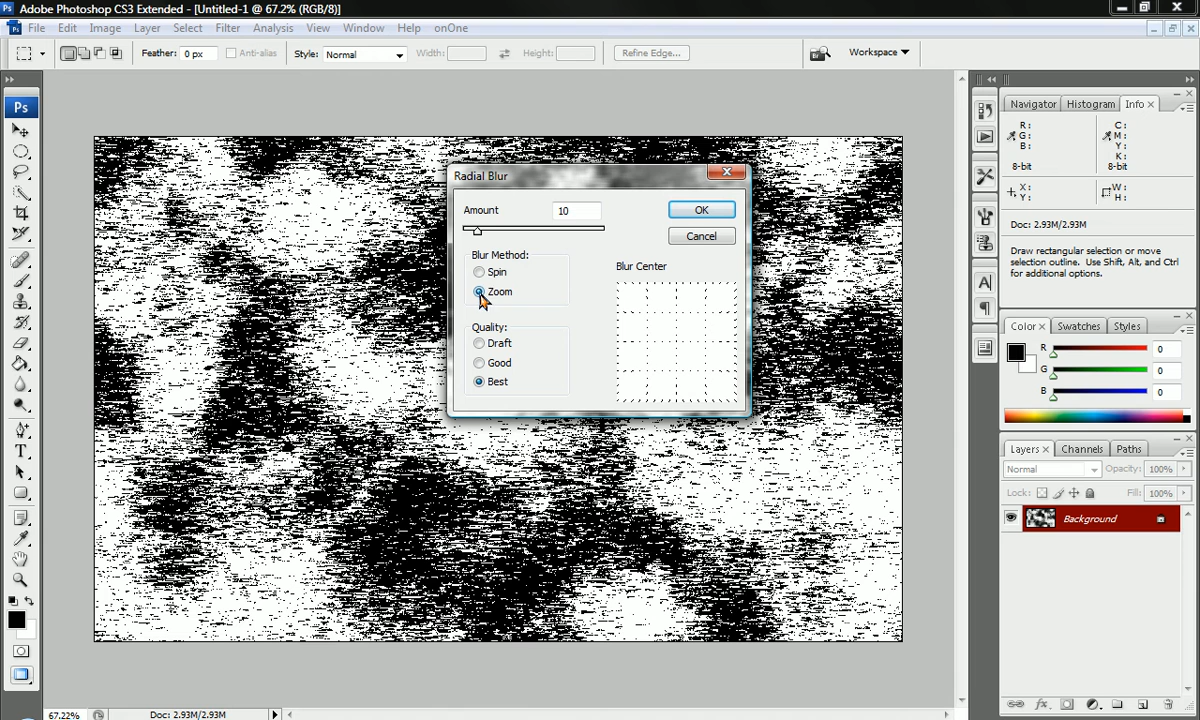 Ps Adobe Photoshop CS3 Extended - [Untitled-1 @ 67.2% (RGB/8)]
Ps File Edit Image Layer Select Filter Analysis View Window Help onOne
Feather: 0 px Anti-alias Style: Normal Width: Height: Refine Edge... Br Workspace
Ps
T
Radial Blur
Amount 10 OK
Cancel
Blur Method:
Spin
Zoom
Blur Center
Quality:
Draft
Good
Best
Navigator Histogram Info
R: C:
G: M:
B: Y:
K:
8-bit 8-bit
X: W:
Y: H:
Doc: 2.93M/2.93M
Draw rectangular selection or move
selection outline. Use Shift, Alt, and Ctrl
for additional options.
A
Color Swatches Styles
R 0
G 0
B 0
Layers Channels Paths
Normal Opacity: 100%
Lock: Fill: 100%
Background
fx
67.22% Doc: 2.93M/2.93M